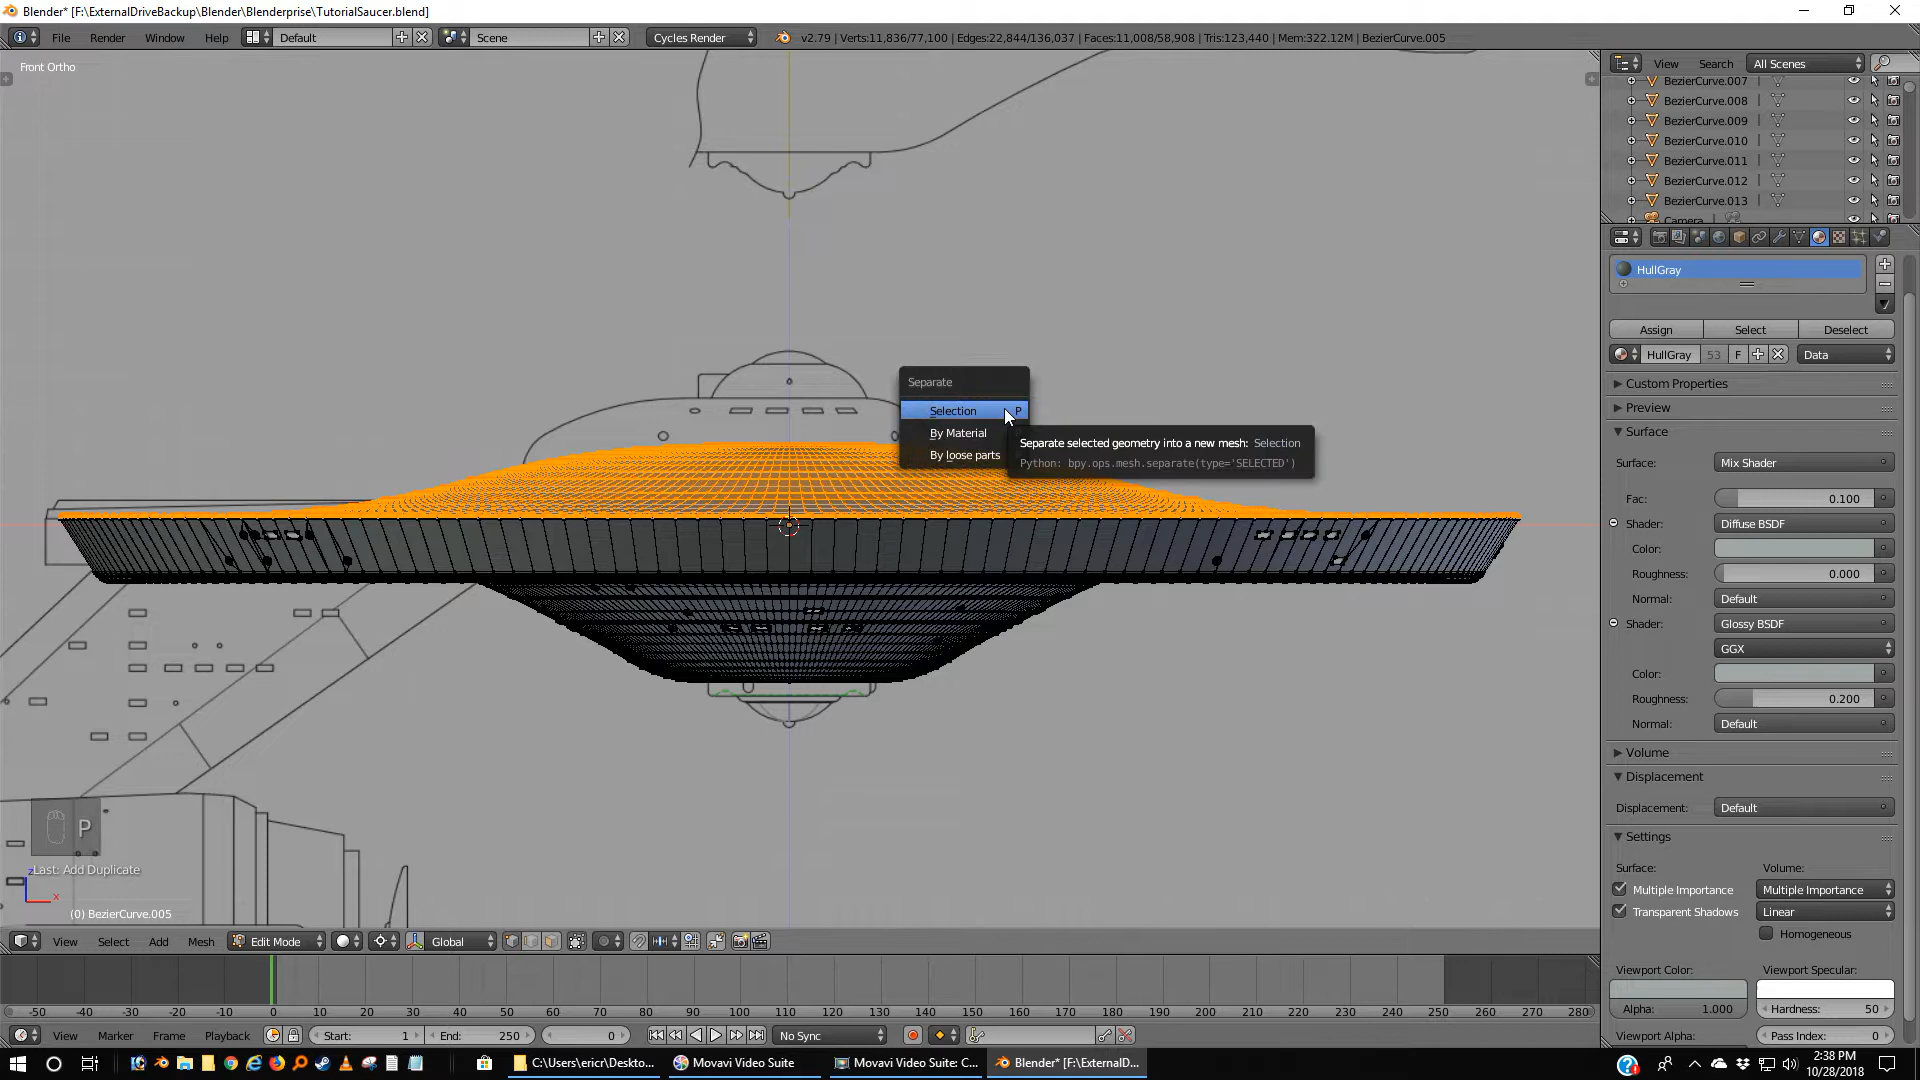 Blender* [F:\ExternalDriveBackup\Blender\Blenderprise\TutorialSaucer.blend]
File Render Window Help Default Scene Cycles Render v2.79 | Verts:11,836/77,100 | Edges:22,844/136,037 | Faces:11,008/58,908 | Tris:123,440 | Mem:322.12M | BezierCurve.005
Front Ortho
View Search All Scenes
BezierCurve.007
BezierCurve.008
BezierCurve.009
BezierCurve.010
BezierCurve.011
BezierCurve.012
BezierCurve.013
Camera
HullGray
Assign Select Deselect
HullGray 53 F Data
Custom Properties
Preview
Surface
Surface: Mix Shader
Fac: 0.100
Shader: Diffuse BSDF
Color:
Roughness: 0.000
Normal: Default
Shader: Glossy BSDF
GGX
Color:
Roughness: 0.200
Normal: Default
Volume
Displacement
Displacement: Default
Settings
Surface: Volume:
Multiple Importance Multiple Importance
Transparent Shadows Linear
Homogeneous
Viewport Color: Viewport Specular:
Alpha: 1.000 Hardness: 50
Viewport Alpha: Pass Index: 0
Separate
Selection P
By Material
By loose parts
Separate selected geometry into a new mesh: Selection
Python: bpy.ops.mesh.separate(type='SELECTED')
P
Last: Add Duplicate
z
x
(0) BezierCurve.005
View Select Add Mesh Edit Mode Global
-50 -40 -30 -20 -10 0 10 20 30 40 50 60 70 80 90 100 110 120 130 140 150 160 170 180 190 200 210 220 230 240 250 260 270 280
View Marker Frame Playback Start: 1 End: 250 0 No Sync
C:\Users\ericr\Deskto... Movavi Video Suite Movavi Video Suite: C... Blender* [F:\ExternalD...
2:38 PM
10/28/2018